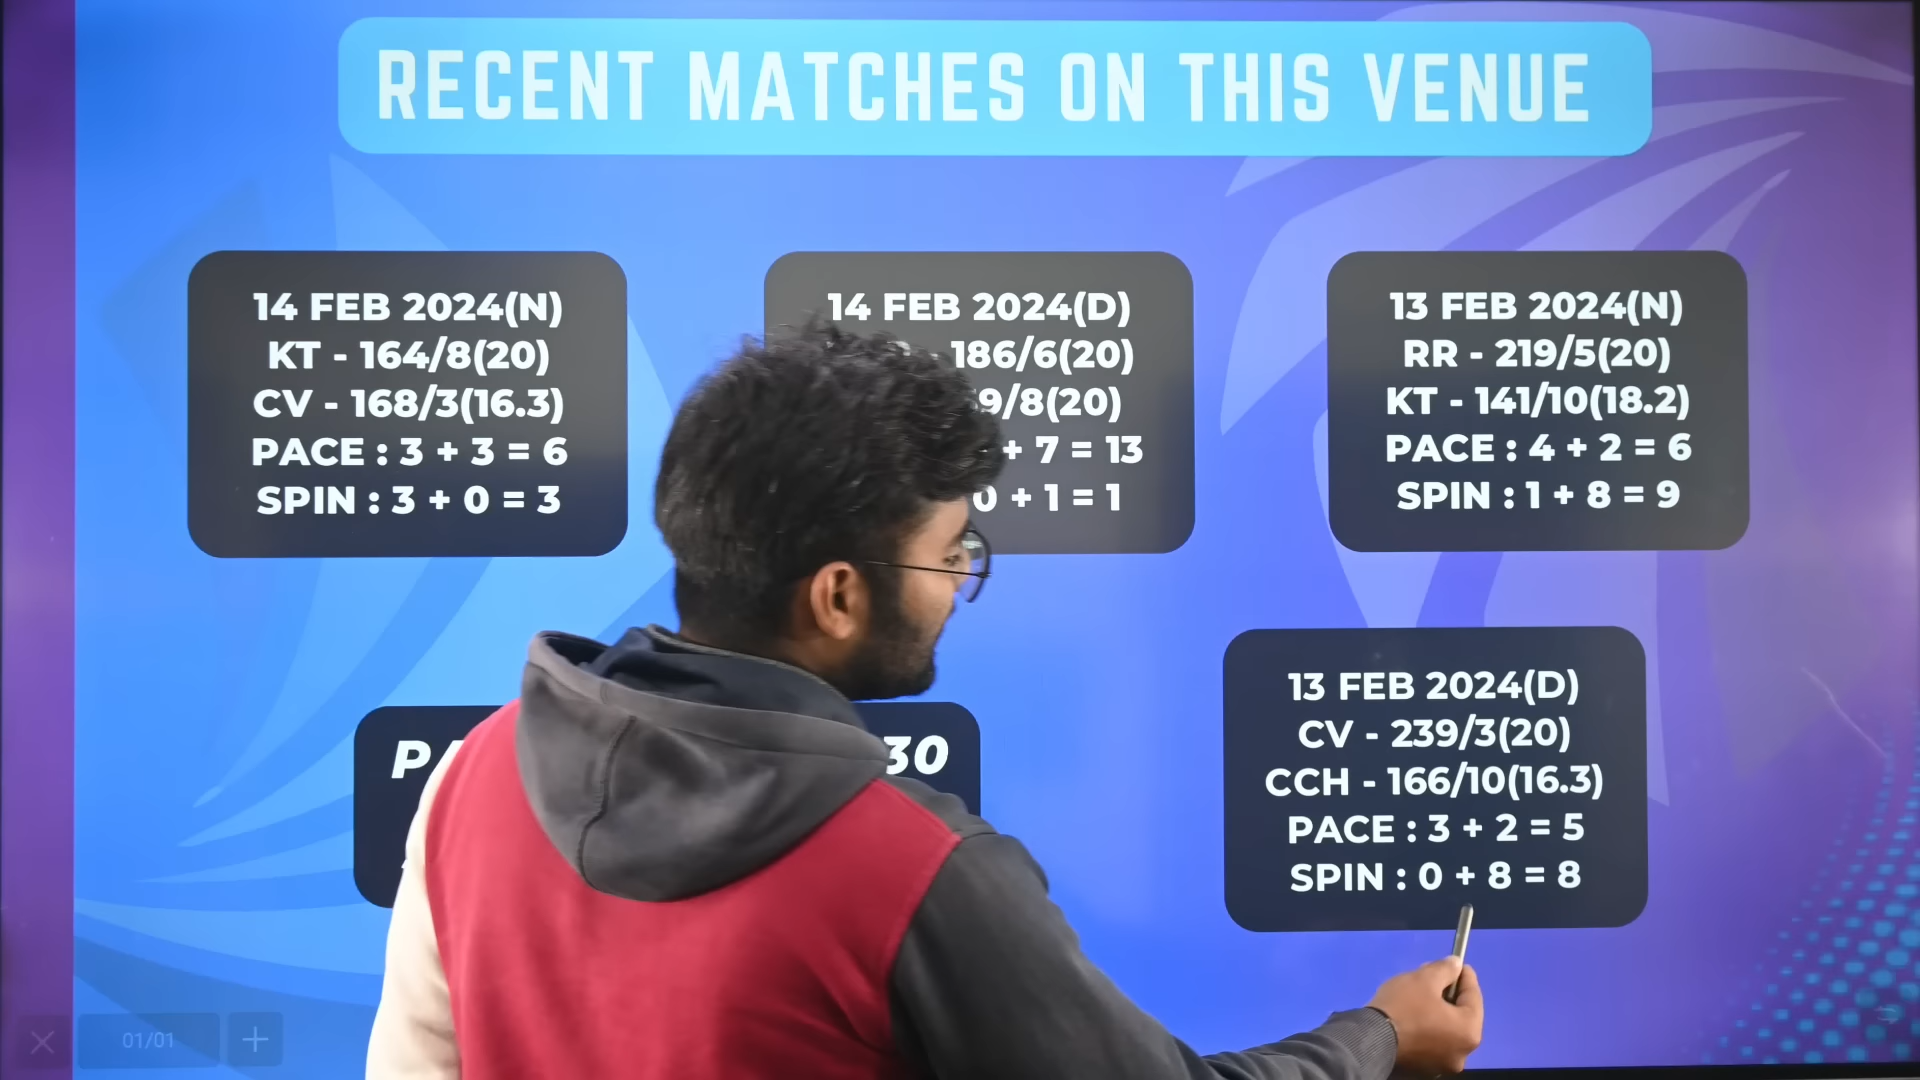 RECENT MATCHES ON THIS VENUE
14 FEB 2024(N)
KT - 164/8(20)
CV - 168/3(16.3)
PACE : 3 + 3 = 6
SPIN : 3 + 0 = 3
14 FEB 2024(D)
186/6(20)
9/8(20)
+ 7 = 13
0 + 1 = 1
13 FEB 2024(N)
RR - 219/5(20)
KT - 141/10(18.2)
PACE : 4 + 2 = 6
SPIN : 1 + 8 = 9
30
13 FEB 2024(D)
CV - 239/3(20)
CCH - 166/10(16.3)
PACE : 3 + 2 = 5
SPIN : 0 + 8 = 8
01/01